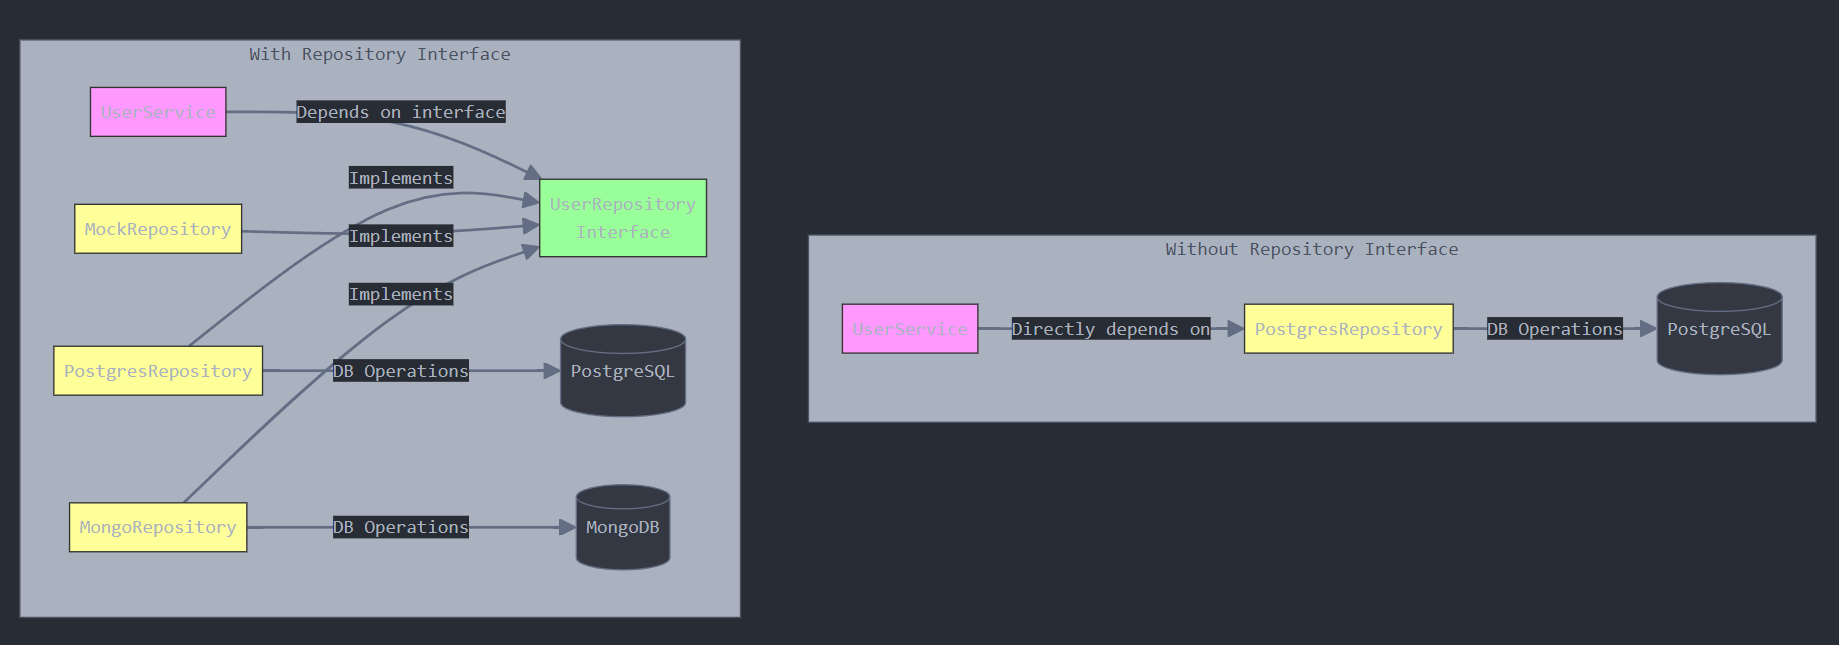 With Repository Interface
UserService
Depends on interface
Implements
UserRepository
Interface
MockRepository
Implements
Implements
PostgresRepository
DB Operations
PostgreSQL
MongoRepository
DB Operations
MongoDB
Without Repository Interface
UserService
Directly depends on
PostgresRepository
DB Operations
PostgreSQL